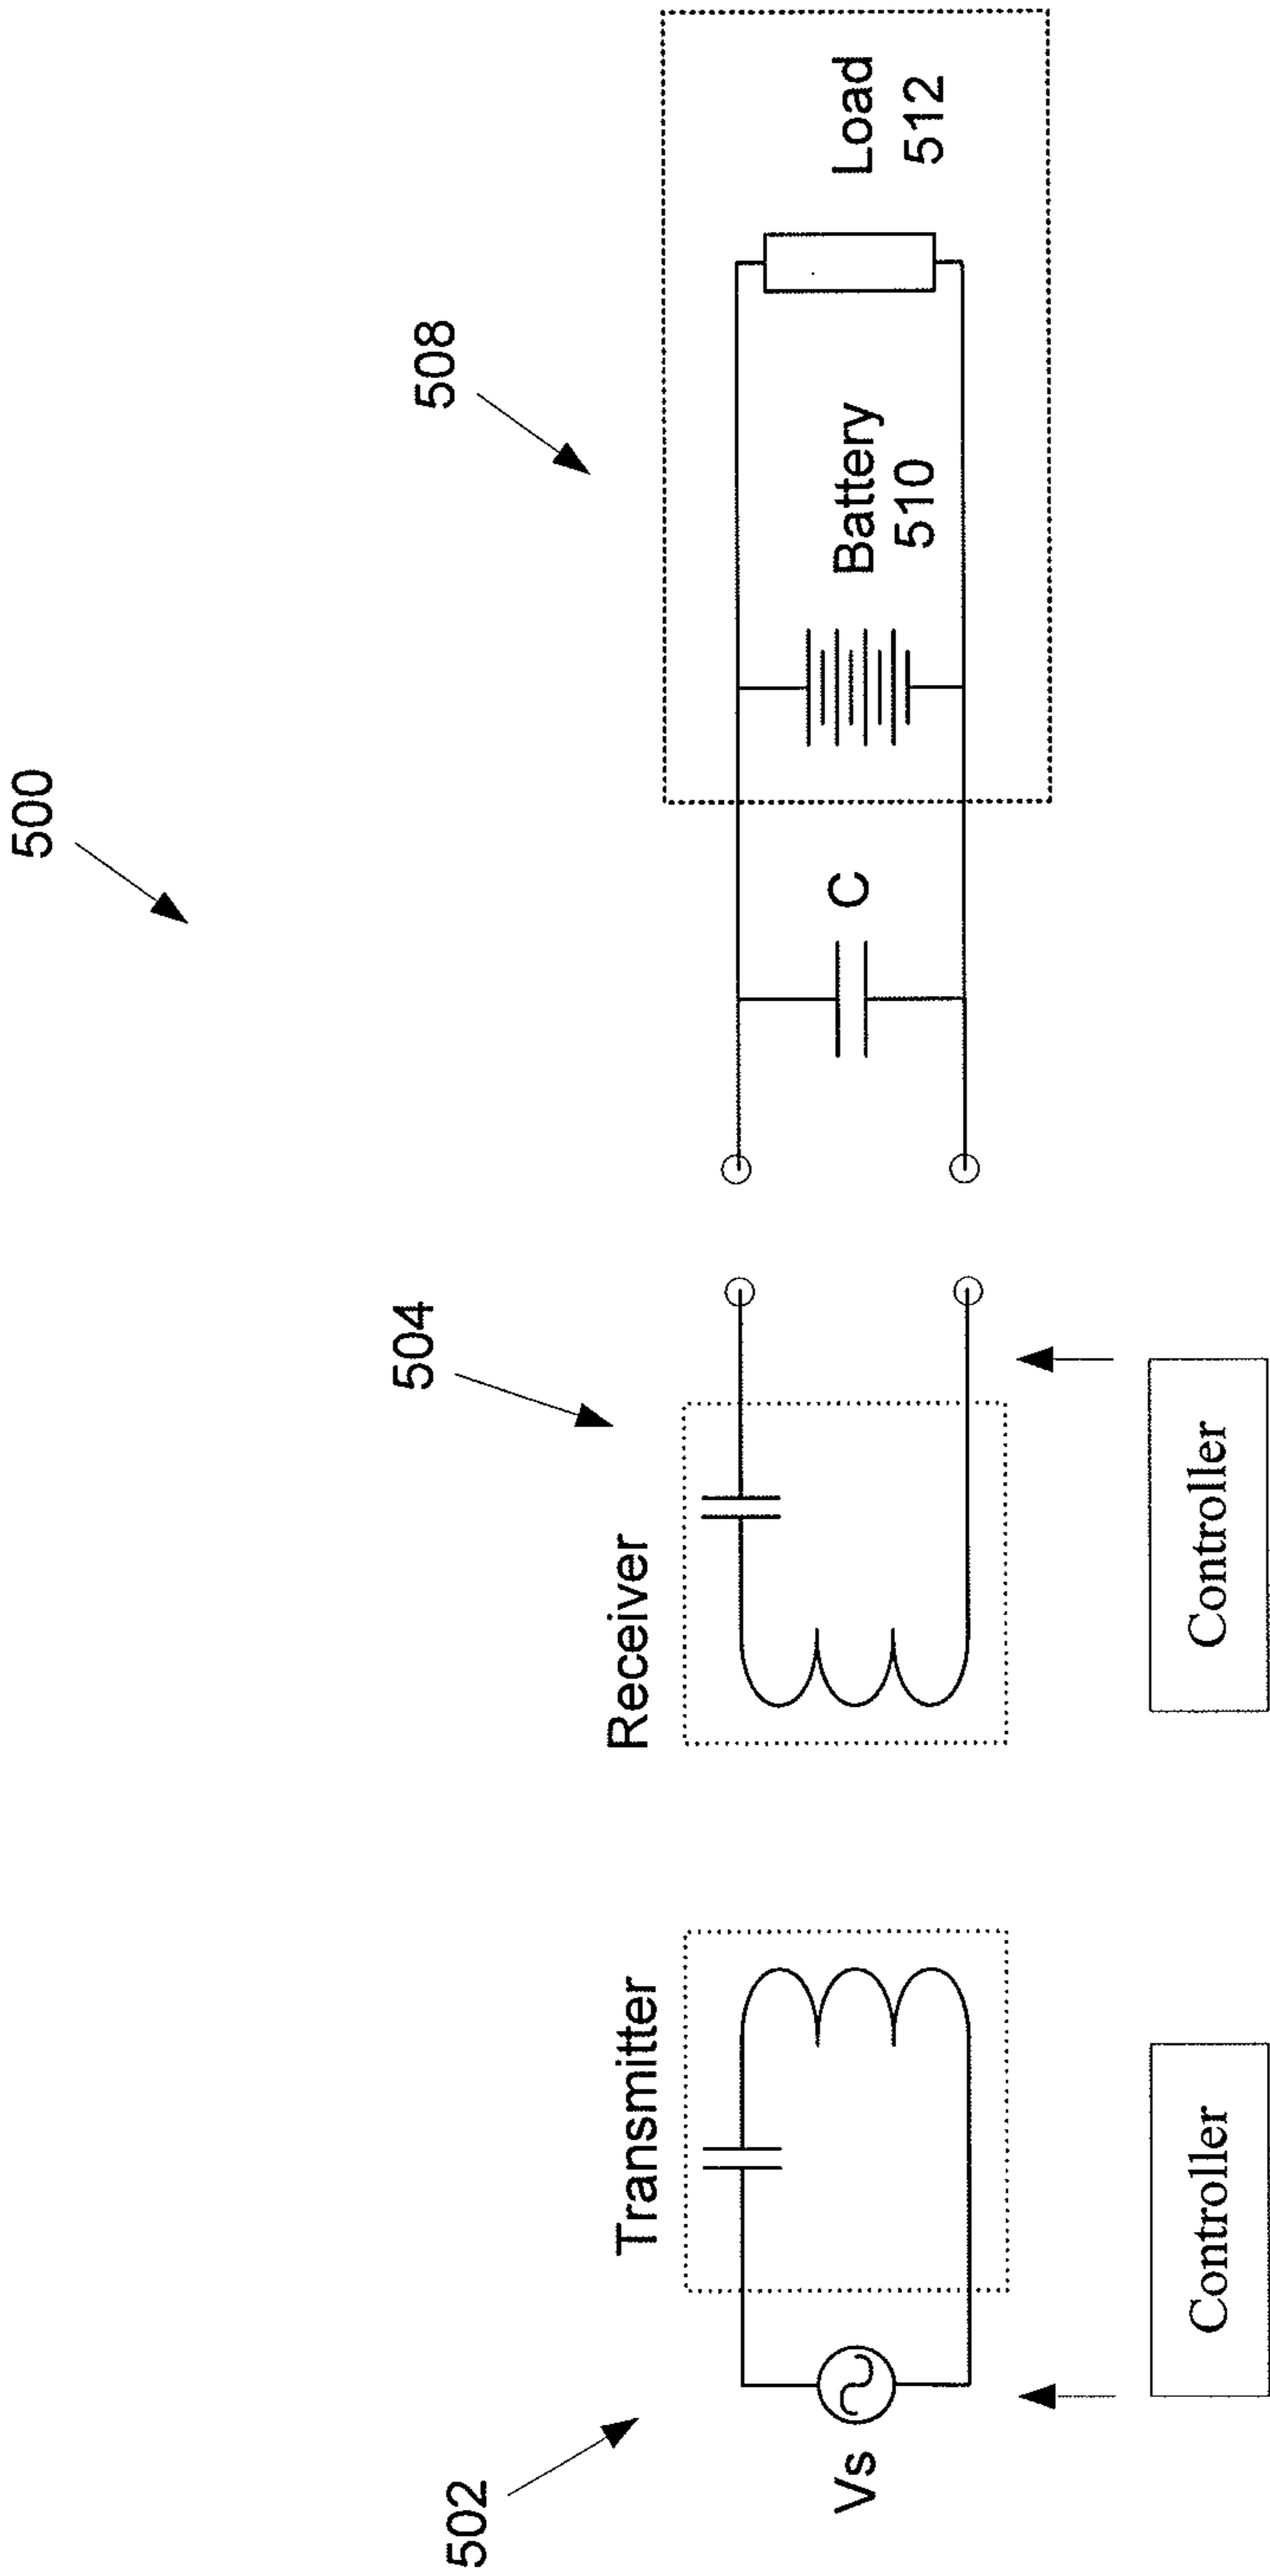 500
508
504
502
Load
512
Battery
510
C
Receiver
Transmitter
Vs
Controller
Controller